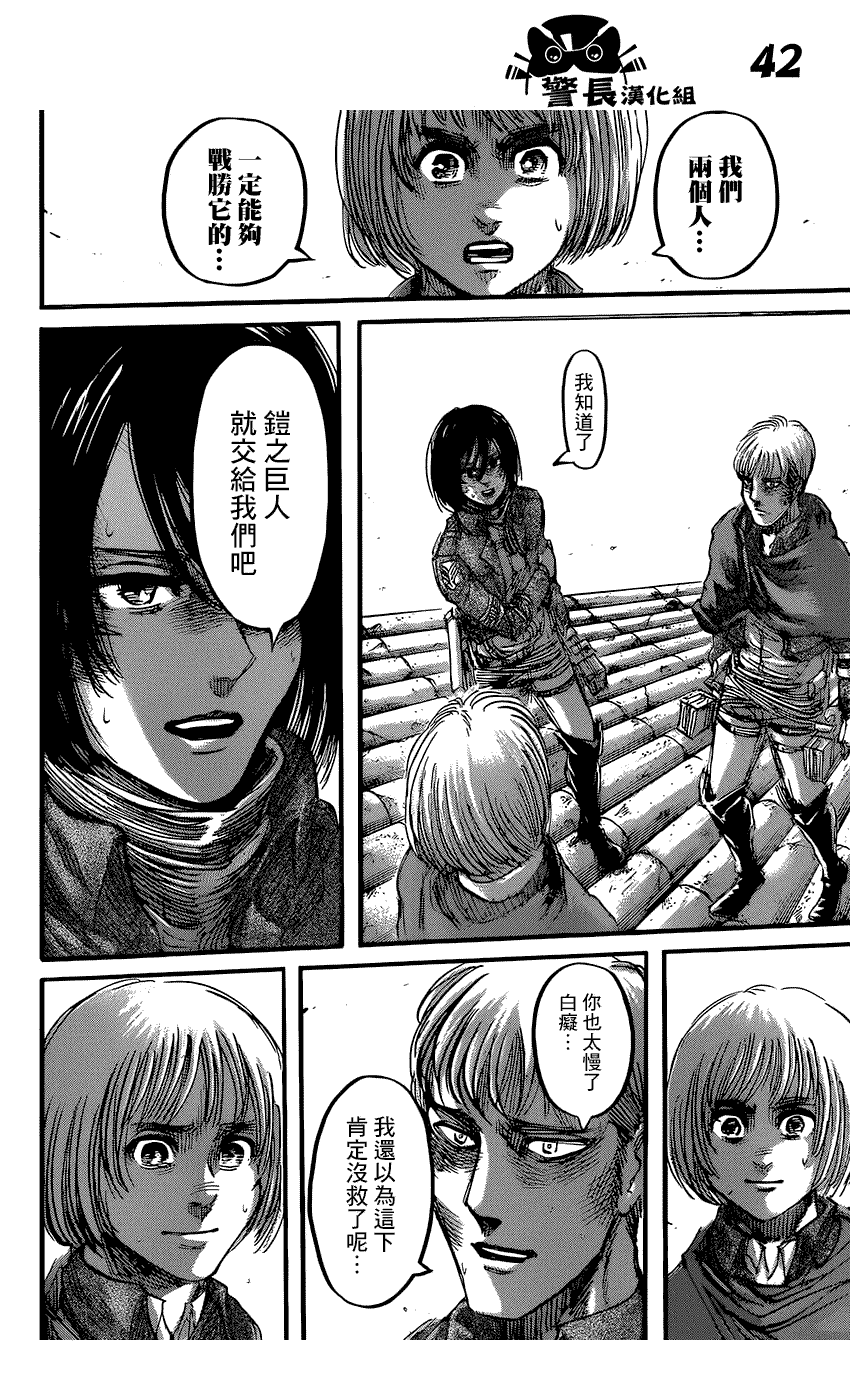 警長漢化組
42
我們
兩個人…
一定能夠
戰勝它的…
我知道了
鎧之巨人
就交給我們吧
你也太慢了
白癡…
我還以為這下
肯定沒救了呢…